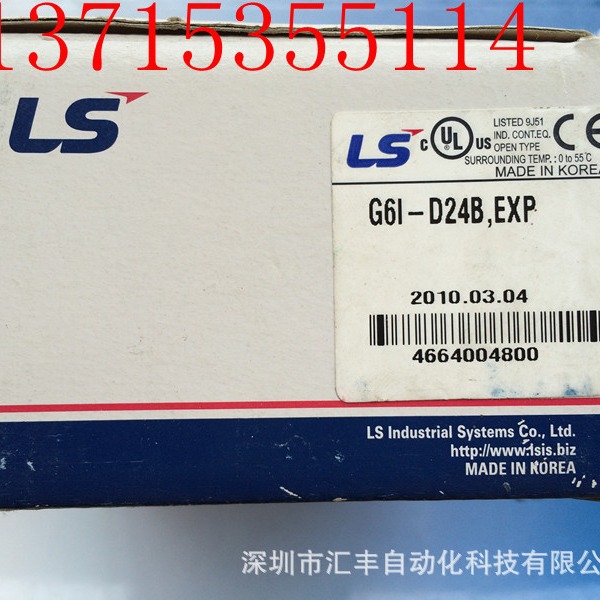 13715355114
LS
LS
c UL US
LISTED 9J51
IND. CONT.EQ.
OPEN TYPE
CE
SURROUNDING TEMP. : 0 to 55°C
MADE IN KOREA
G6I-D24B,EXP
2010.03.04
4664004800
LS Industrial Systems Co., Ltd.
http://www.lsis.biz
MADE IN KOREA
深圳市汇丰自动化科技有限公